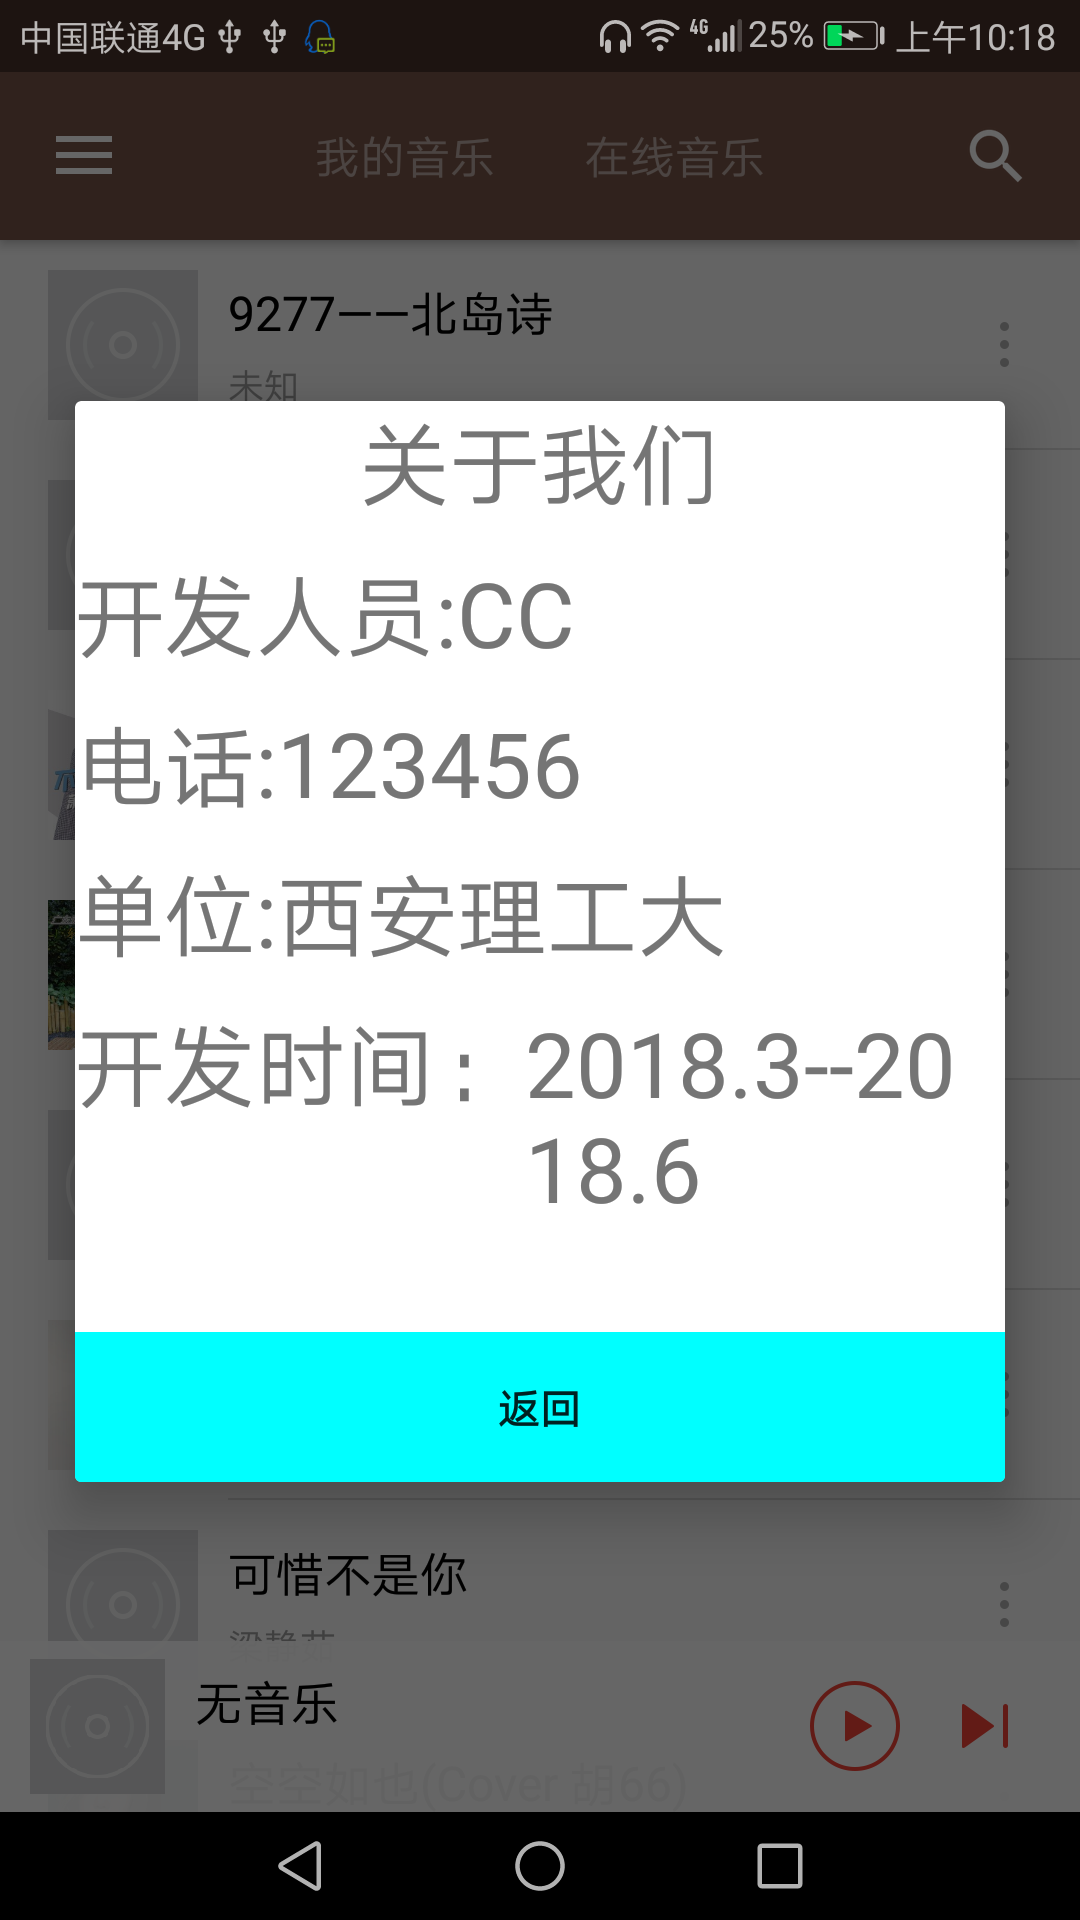 中国联通4G
4G 25% 上午10:18
我的音乐 在线音乐
9277——北岛诗
未知
关于我们
开发人员:CC
电话:123456
单位:西安理工大
开发时间： 2018.3--20
18.6
返回
可惜不是你
梁静茹
无音乐
空空如也(Cover 胡66)